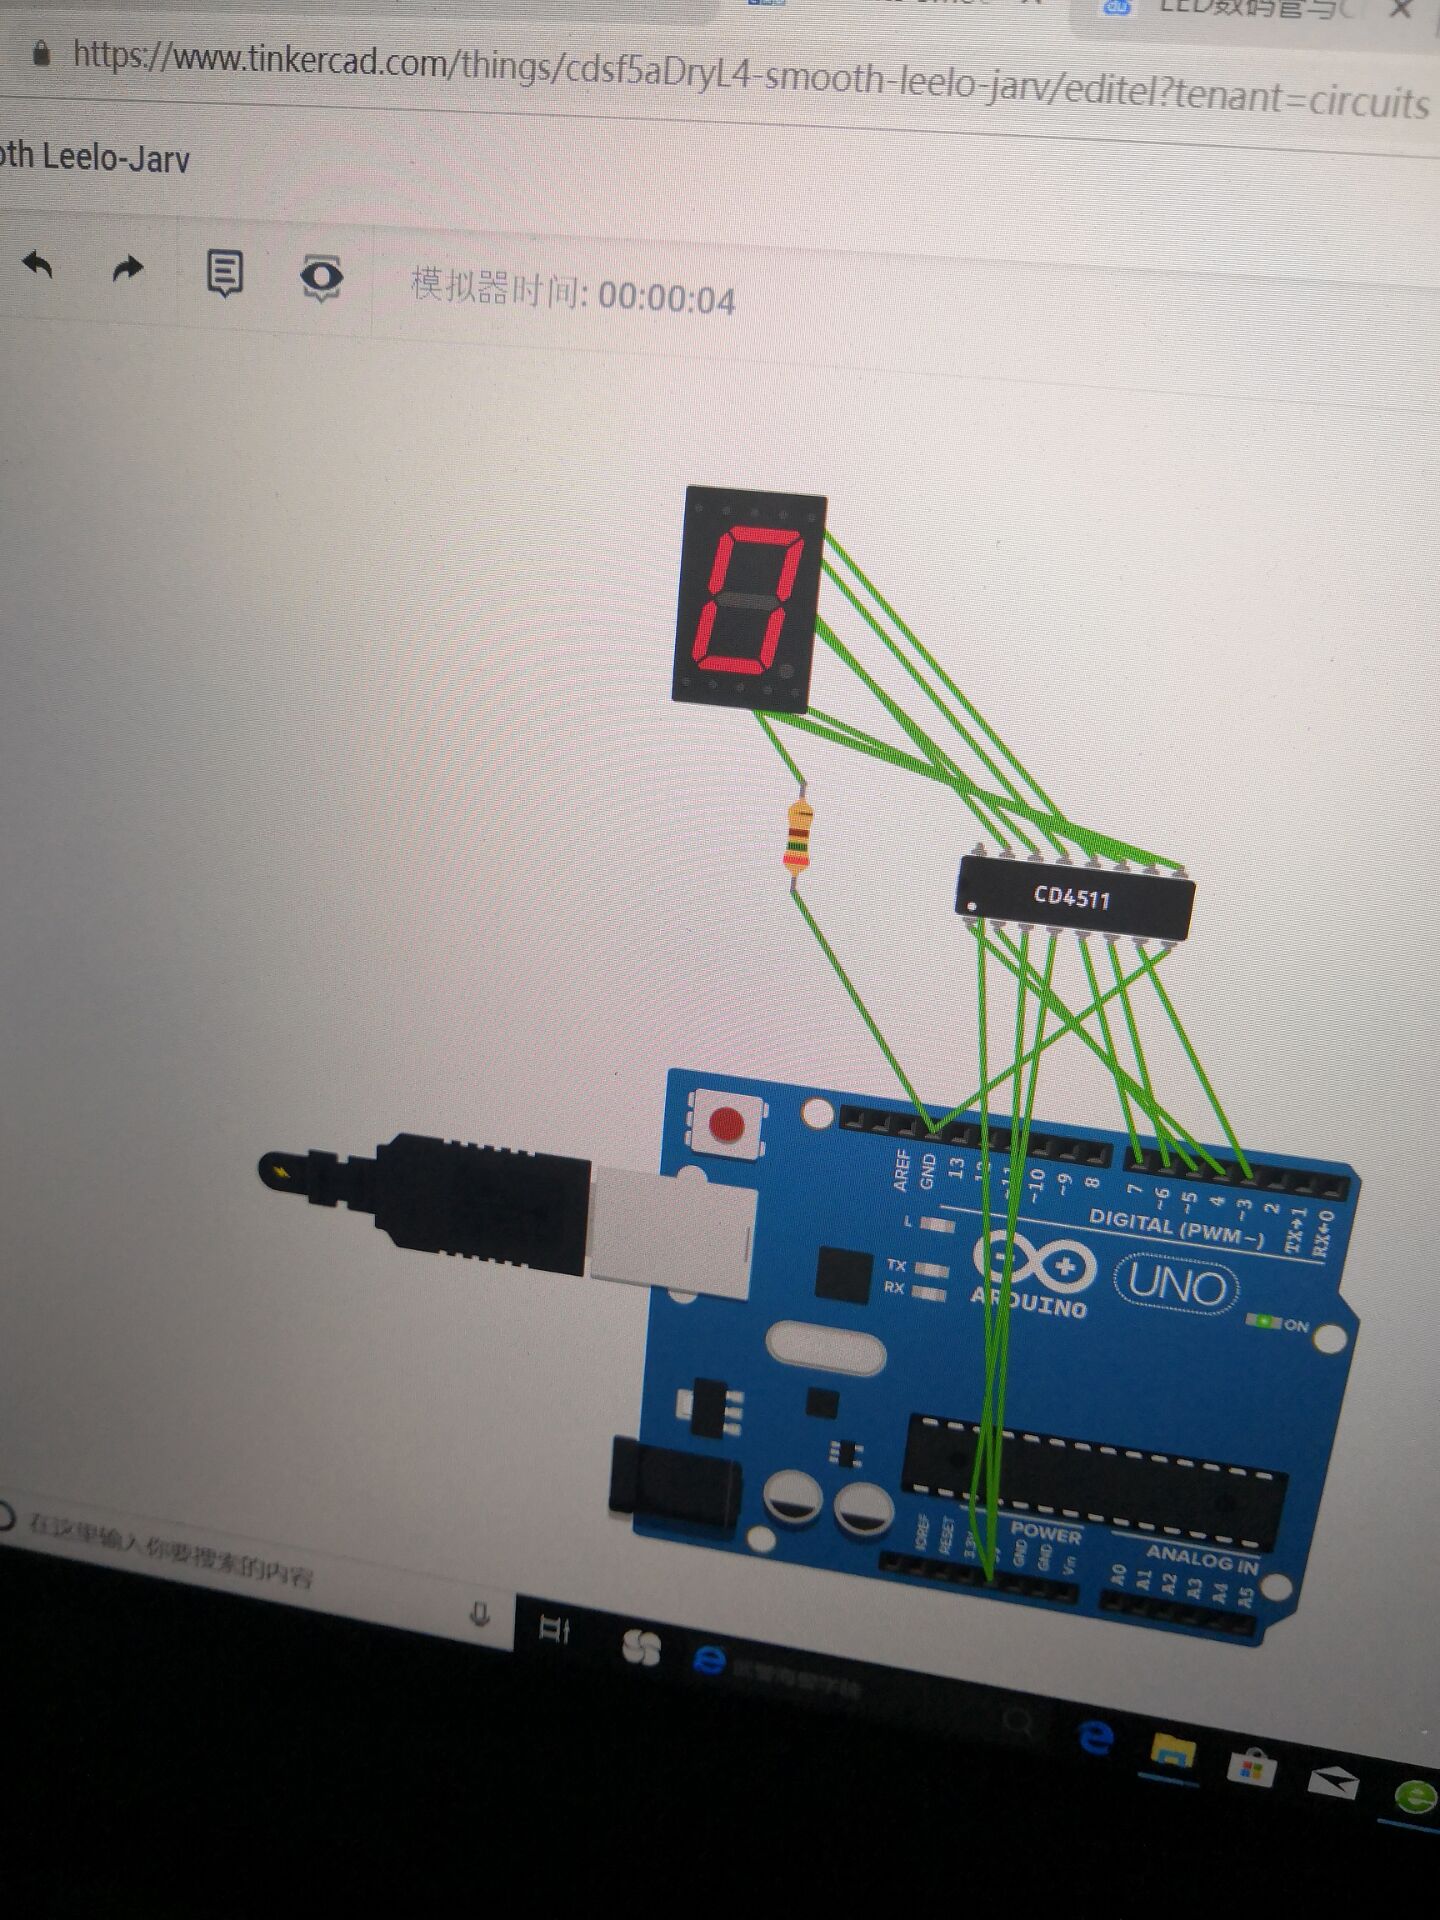 LED数码管与C
https://www.tinkercad.com/things/cdsf5aDryL4-smooth-leelo-jarv/editel?tenant=circuits
oth Leelo-Jarv
模拟器时间: 00:00:04
CD4511
AREF
GND
13
12
~11
~10
~9
8
7
~6
~5
4
~3
2
TX→1
RX←0
DIGITAL (PWM~)
L
TX
RX
ARDUINO
UNO
ON
IOREF
RESET
3.3V
5V
GND
GND
Vin
POWER
ANALOG IN
A0
A1
A2
A3
A4
A5
在这里输入你要搜索的内容